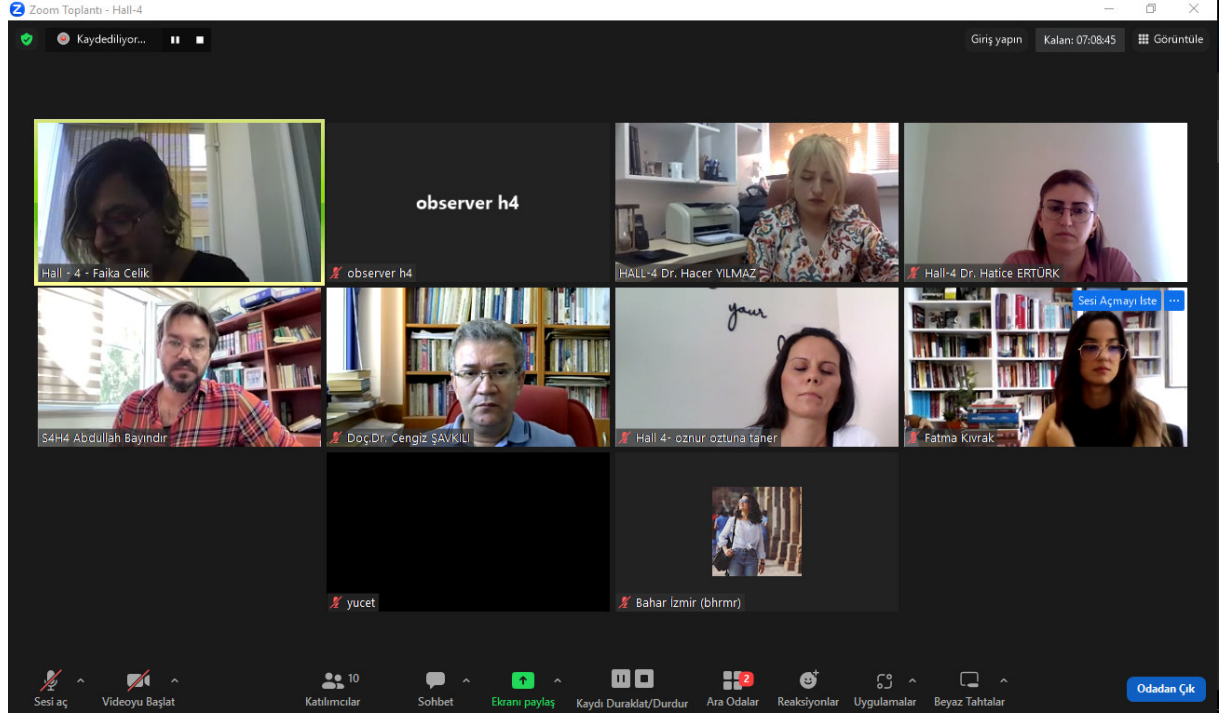 Zoom Toplantı - Hall-4
Kaydediliyor...
Giriş yapın
Kalan: 07:08:45
Görüntüle
Hall - 4 - Faika Celik
observer h4
observer h4
HALL-4 Dr. Hacer YILMAZ
Hall-4 Dr. Hatice ERTÜRK
S4H4 Abdullah Bayındır
Doç.Dr. Cengiz ŞAVKILI
your
Hall 4- oznur oztuna taner
Sesi Açmayı İste
Fatma Kıvrak
yucet
Bahar İzmir (bhrmr)
Sesi aç
Videoyu Başlat
10
Katılımcılar
Sohbet
Ekranı paylaş
Kaydı Duraklat/Durdur
2
Ara Odalar
Reaksiyonlar
Uygulamalar
Beyaz Tahtalar
Odadan Çık